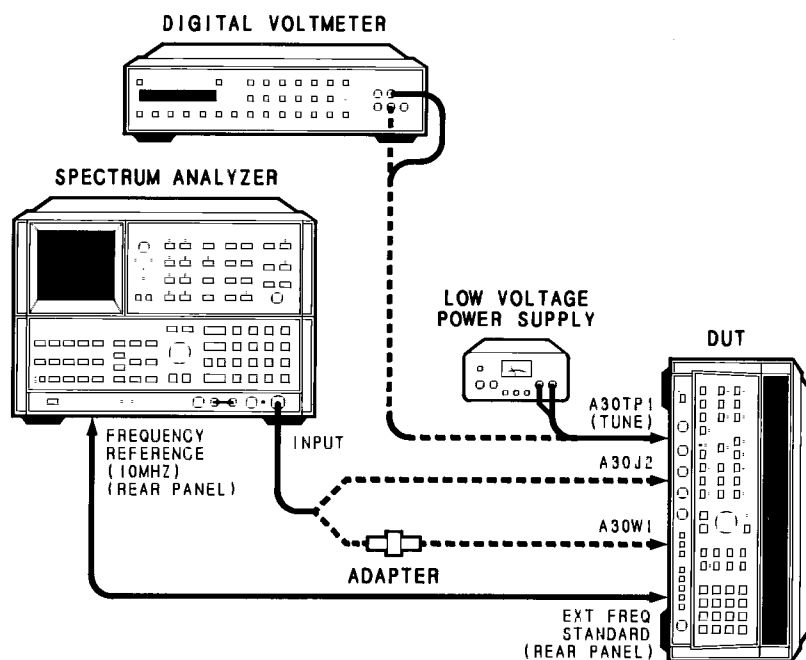 DIGITAL VOLTMETER
SPECTRUM ANALYZER
LOW VOLTAGE
POWER SUPPLY
DUT
A30TP1
(TUNE)
FREQUENCY
REFERENCE
(10MHZ)
(REAR PANEL)
INPUT
A30J2
A30W1
ADAPTER
EXT FREQ
STANDARD
(REAR PANEL)